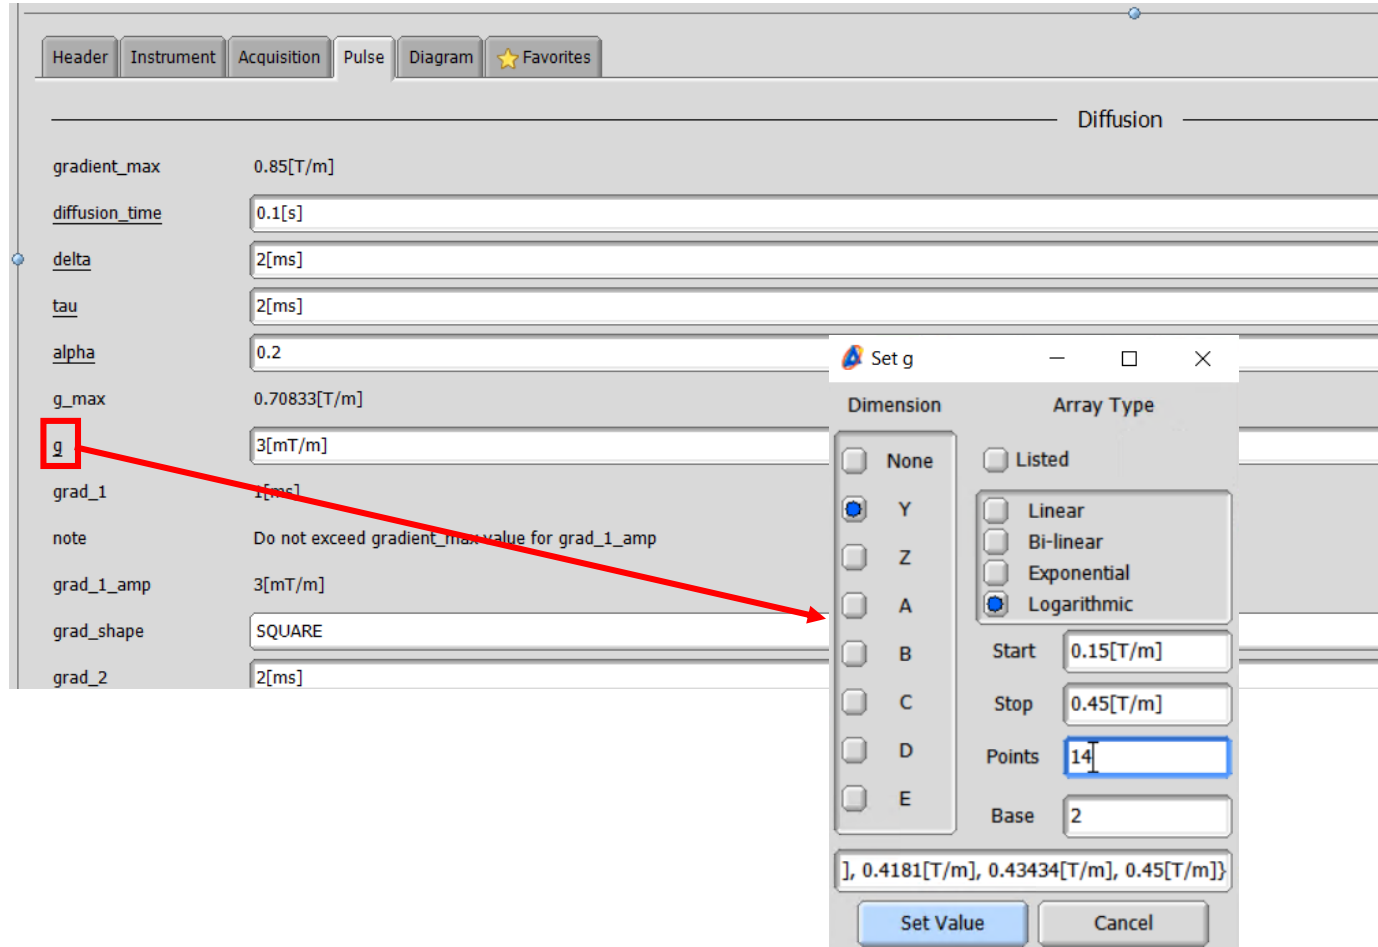 Header Instrument Acquisition Pulse Diagram Favorites
Diffusion
gradient_max 0.85[T/m]
diffusion_time 0.1[s]
delta 2[ms]
tau 2[ms]
alpha 0.2
g_max 0.70833[T/m]
g 3[mT/m]
grad_1 1[ms]
note Do not exceed gradient_max value for grad_1_amp
grad_1_amp 3[mT/m]
grad_shape SQUARE
grad_2 2[ms]
Set g
Dimension Array Type
None
Y
Z
A
B
C
D
E
Listed
Linear
Bi-linear
Exponential
Logarithmic
Start 0.15[T/m]
Stop 0.45[T/m]
Points 14
Base 2
], 0.4181[T/m], 0.43434[T/m], 0.45[T/m]}
Set Value Cancel